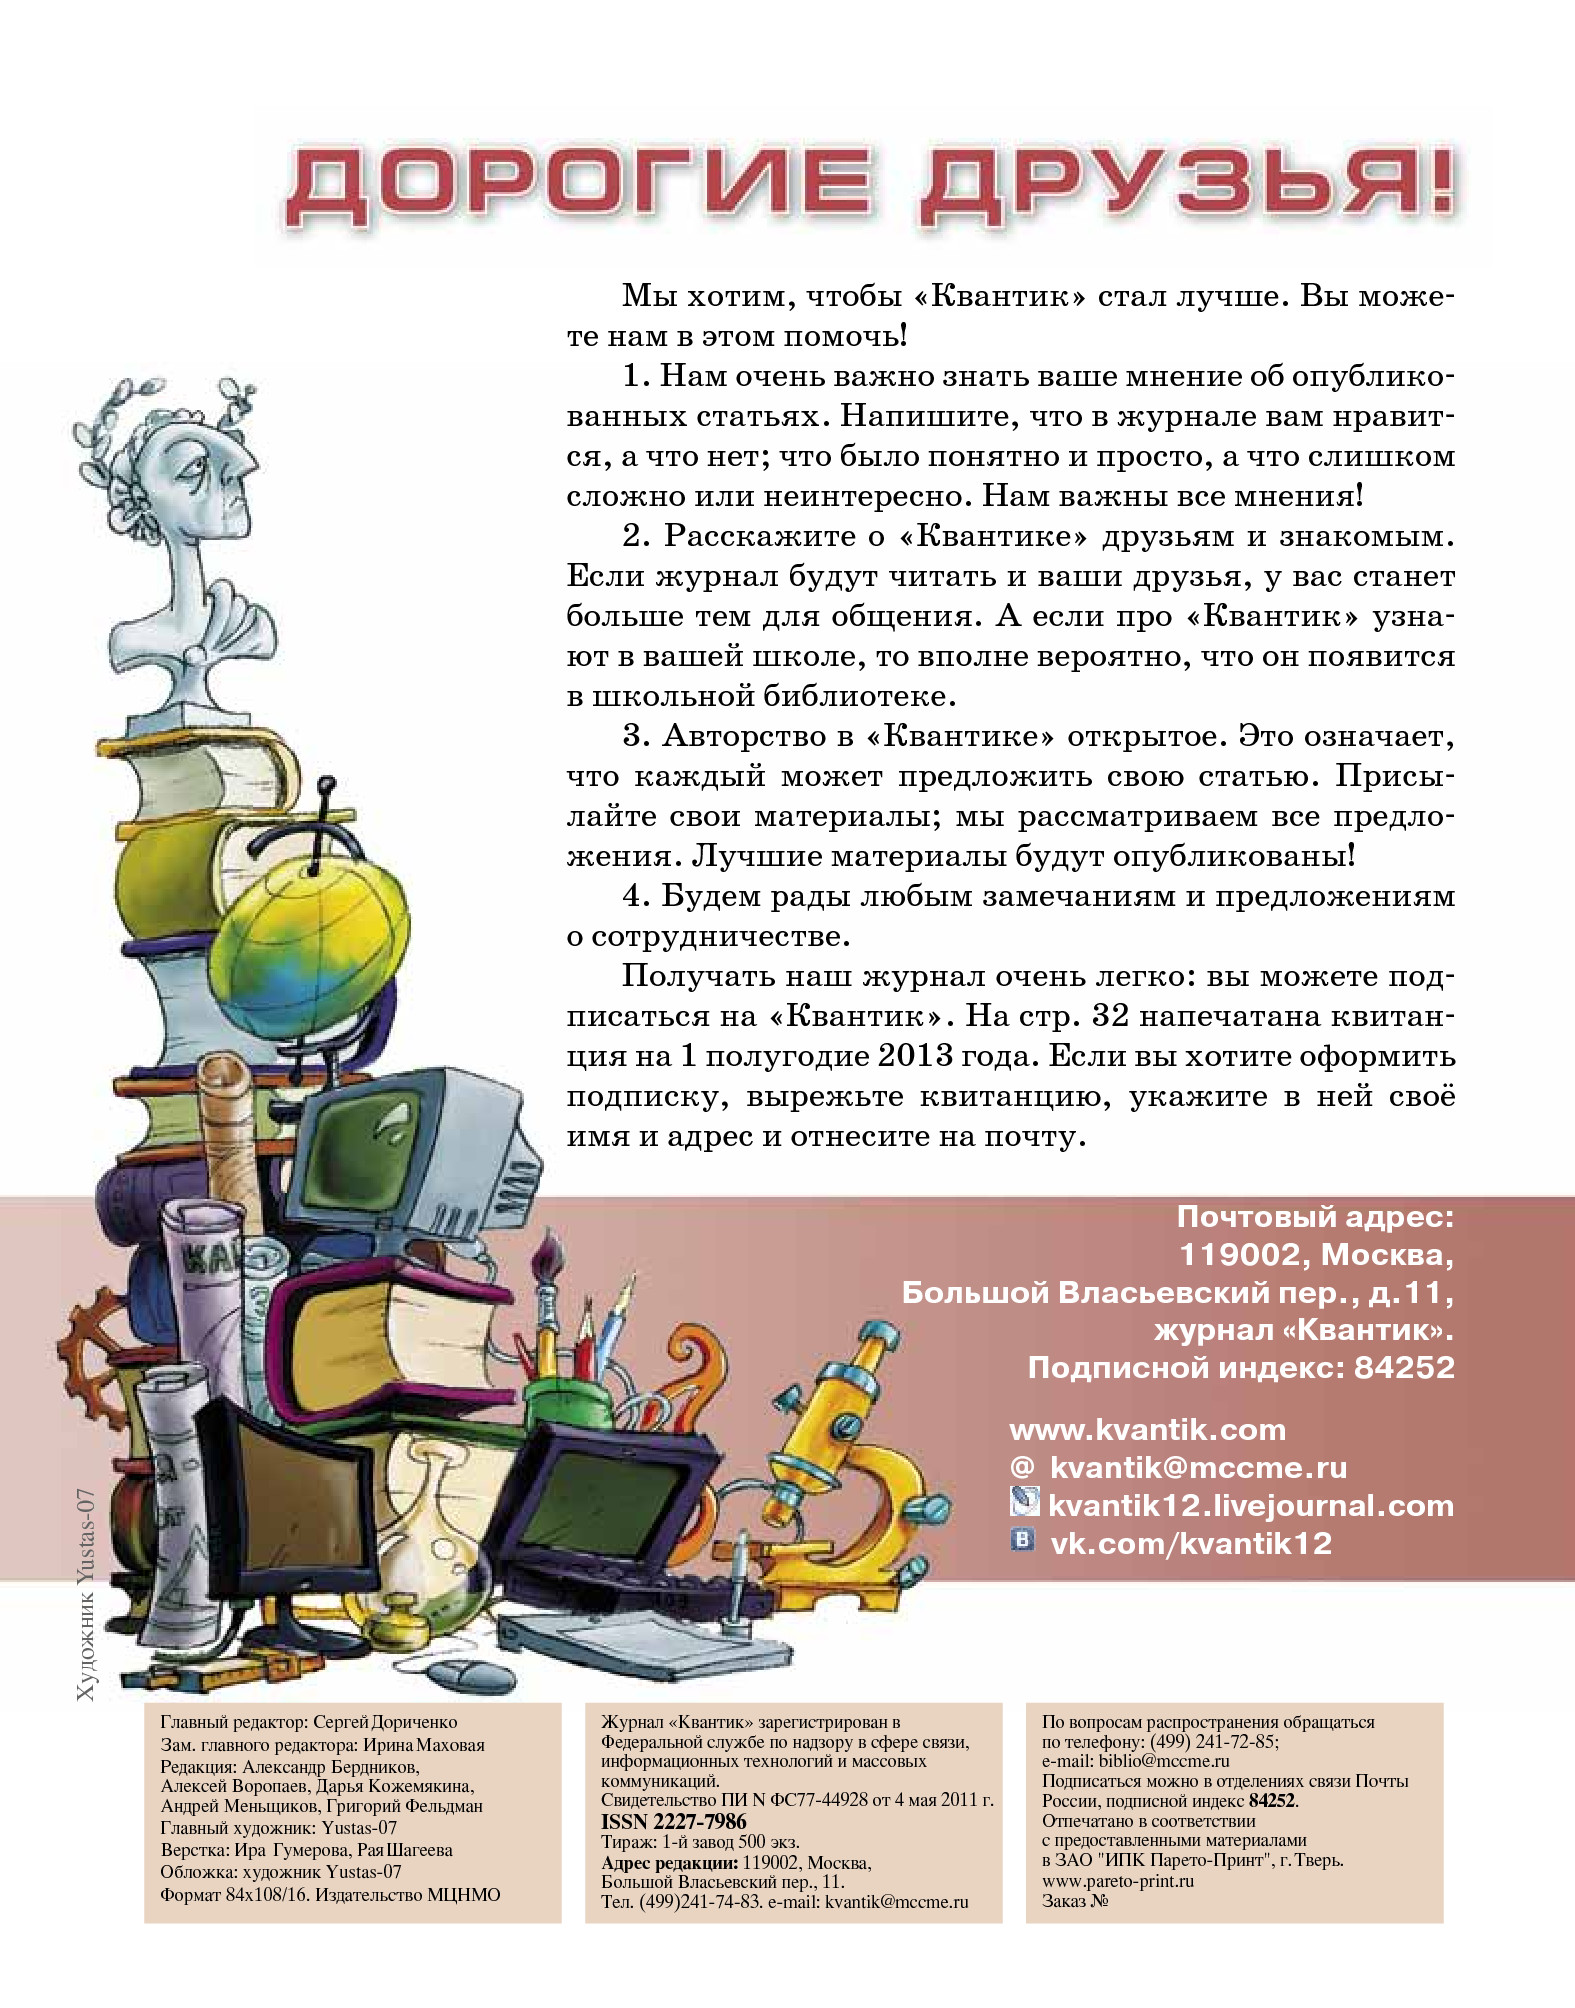 ДОРОГИЕ ДРУЗЬЯ!
Мы хотим, чтобы «Квантик» стал лучше. Вы може-
те нам в этом помочь!
1. Нам очень важно знать ваше мнение об опублико-
ванных статьях. Напишите, что в журнале вам нравит-
ся, а что нет; что было понятно и просто, а что слишком
сложно или неинтересно. Нам важны все мнения!
2. Расскажите о «Квантике» друзьям и знакомым.
Если журнал будут читать и ваши друзья, у вас станет
больше тем для общения. А если про «Квантик» узна-
ют в вашей школе, то вполне вероятно, что он появится
в школьной библиотеке.
3. Авторство в «Квантике» открытое. Это означает,
что каждый может предложить свою статью. Присы-
лайте свои материалы; мы рассматриваем все предло-
жения. Лучшие материалы будут опубликованы!
4. Будем рады любым замечаниям и предложениям
о сотрудничестве.
Получать наш журнал очень легко: вы можете под-
писаться на «Квантик». На стр. 32 напечатана квитан-
ция на 1 полугодие 2013 года. Если вы хотите оформить
подписку, вырежьте квитанцию, укажите в ней своё
имя и адрес и отнесите на почту.
Почтовый адрес:
119002, Москва,
Большой Власьевский пер., д.11,
журнал «Квантик».
Подписной индекс: 84252
www.kvantik.com
@ kvantik@mccme.ru
kvantik12.livejournal.com
В vk.com/kvantik12
Художник Yustas-07
Главный редактор: Сергей Дориченко
Зам. главного редактора: Ирина Маховая
Редакция: Александр Бердников,
Алексей Воропаев, Дарья Кожемякина,
Андрей Меньщиков, Григорий Фельдман
Главный художник: Yustas-07
Верстка: Ира Гумерова, Рая Шагеева
Обложка: художник Yustas-07
Формат 84х108/16. Издательство МЦНМО
Журнал «Квантик» зарегистрирован в
Федеральной службе по надзору в сфере связи,
информационных технологий и массовых
коммуникаций.
Свидетельство ПИ N ФС77-44928 от 4 мая 2011 г.
ISSN 2227-7986
Тираж: 1-й завод 500 экз.
Адрес редакции: 119002, Москва,
Большой Власьевский пер., 11.
Тел. (499)241-74-83. e-mail: kvantik@mccme.ru
По вопросам распространения обращаться
по телефону: (499) 241-72-85;
e-mail: biblio@mccme.ru
Подписаться можно в отделениях связи Почты
России, подписной индекс 84252.
Отпечатано в соответствии
с предоставленными материалами
в ЗАО "ИПК Парето-Принт", г. Тверь.
www.pareto-print.ru
Заказ №